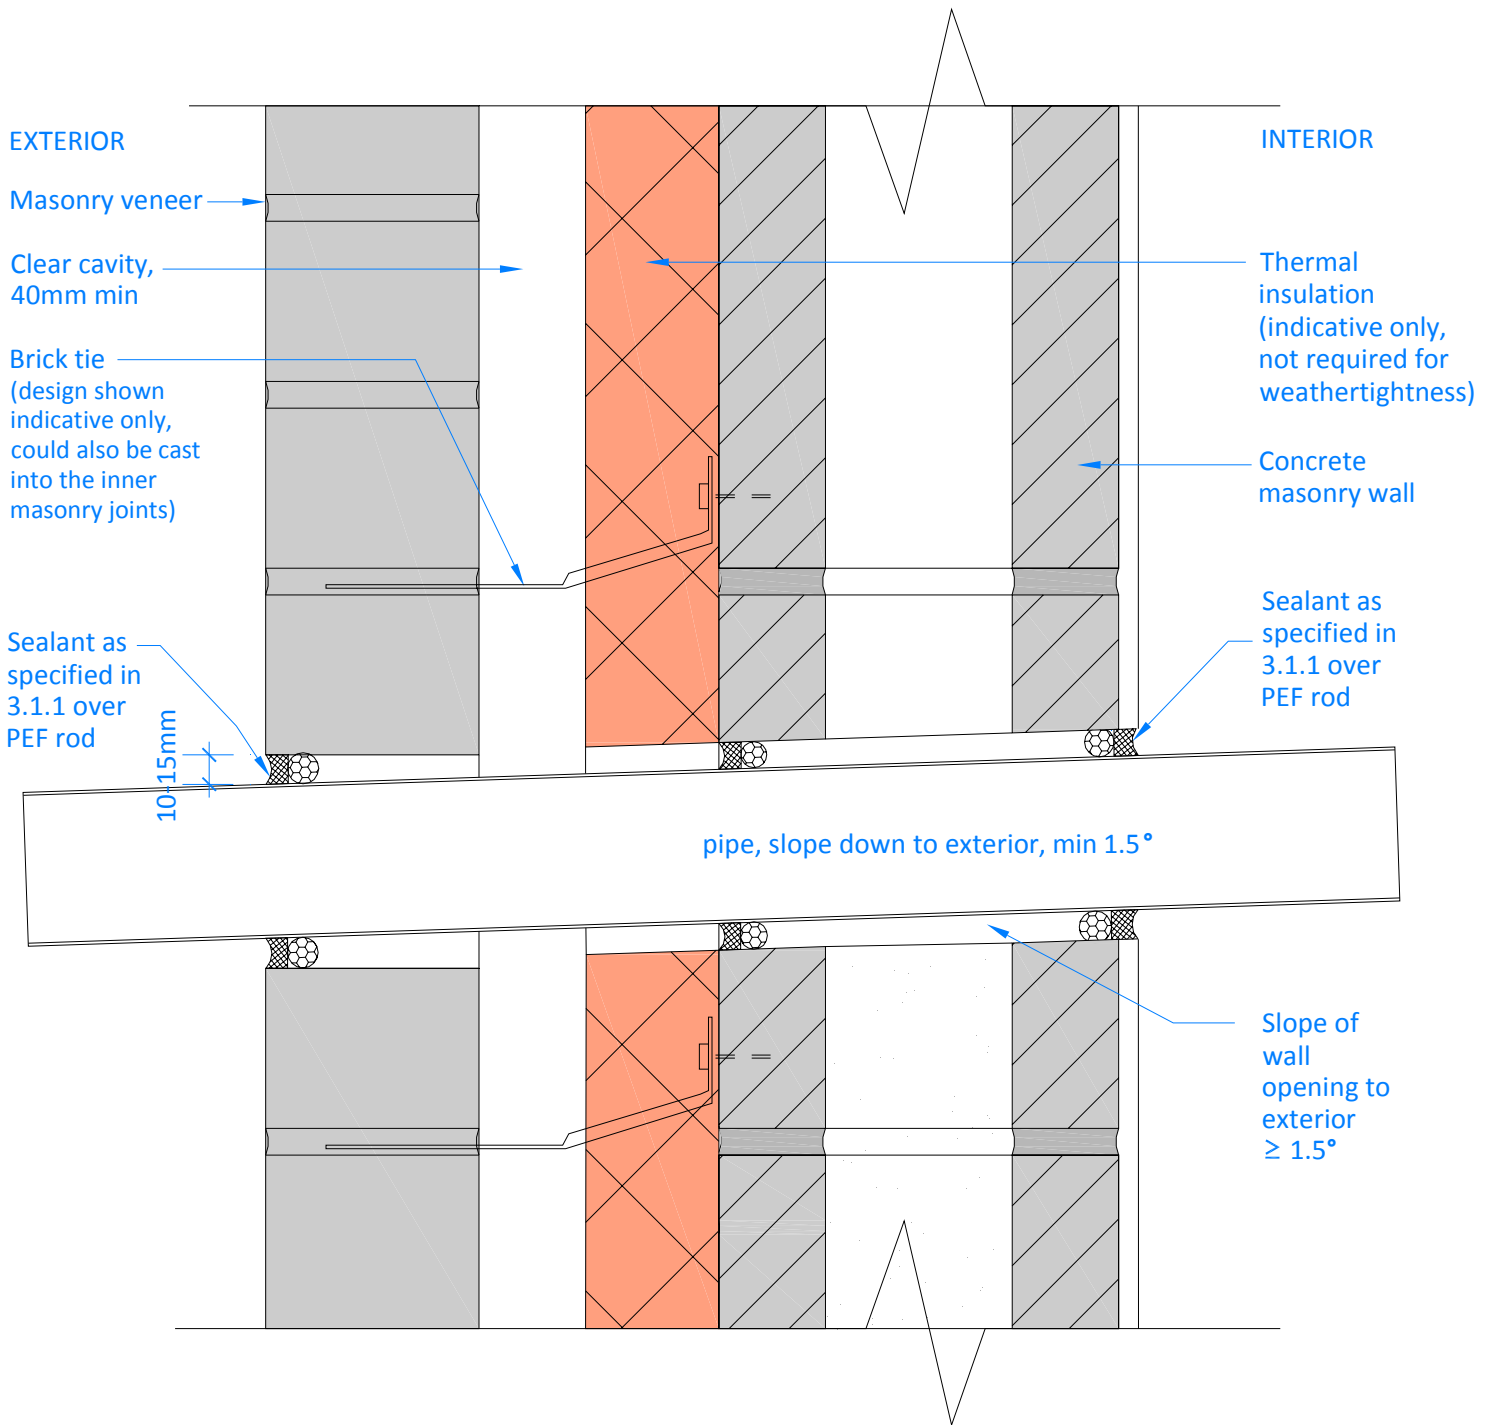 EXTERIOR
Masonry veneer
Clear cavity,
40mm min
Brick tie
(design shown
indicative only,
could also be cast
into the inner
masonry joints)
Sealant as
specified in
3.1.1 over
PEF rod
10-15mm
INTERIOR
Thermal
insulation
(indicative only,
not required for
weathertightness)
Concrete
masonry wall
Sealant as
specified in
3.1.1 over
PEF rod
pipe, slope down to exterior, min 1.5°
Slope of
wall
opening to
exterior
≥ 1.5°